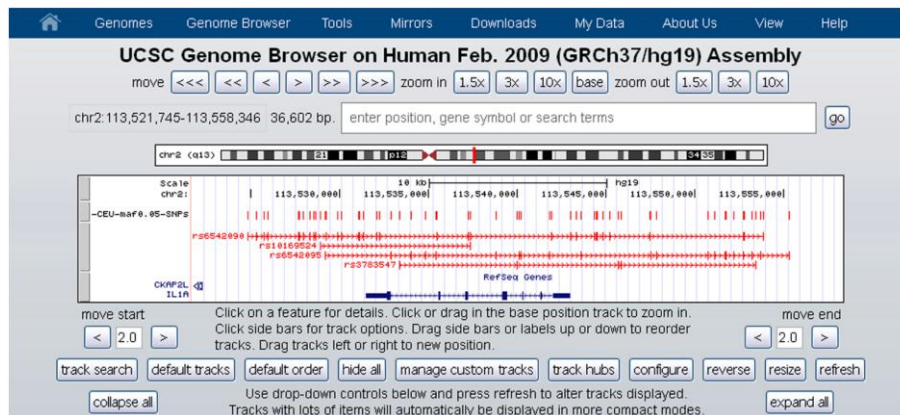 Genomes Genome Browser Tools Mirrors Downloads My Data About Us View Help
UCSC Genome Browser on Human Feb. 2009 (GRCh37/hg19) Assembly
move <<< << < > >> >>> zoom in 1.5x 3x 10x base zoom out 1.5x 3x 10x
chr2:113,521,745-113,558,346 36,602 bp. enter position, gene symbol or search terms go
chr2 (q13) 21 p12 34 35
Scale 10 kb hg19
chr2: 113,530,000 113,535,000 113,540,000 113,545,000 113,550,000 113,555,000
-CEU-maf0.05-SNPs
rs6542090
rs10169524
rs6542095
rs3783547
RefSeq Genes
CKAP2L
IL1A
move start Click on a feature for details. Click or drag in the base position track to zoom in. move end
< 2.0 > Click side bars for track options. Drag side bars or labels up or down to reorder < 2.0 >
tracks. Drag tracks left or right to new position.
track search default tracks default order hide all manage custom tracks track hubs configure reverse resize refresh
collapse all Use drop-down controls below and press refresh to alter tracks displayed. expand all
Tracks with lots of items will automatically be displayed in more compact modes.